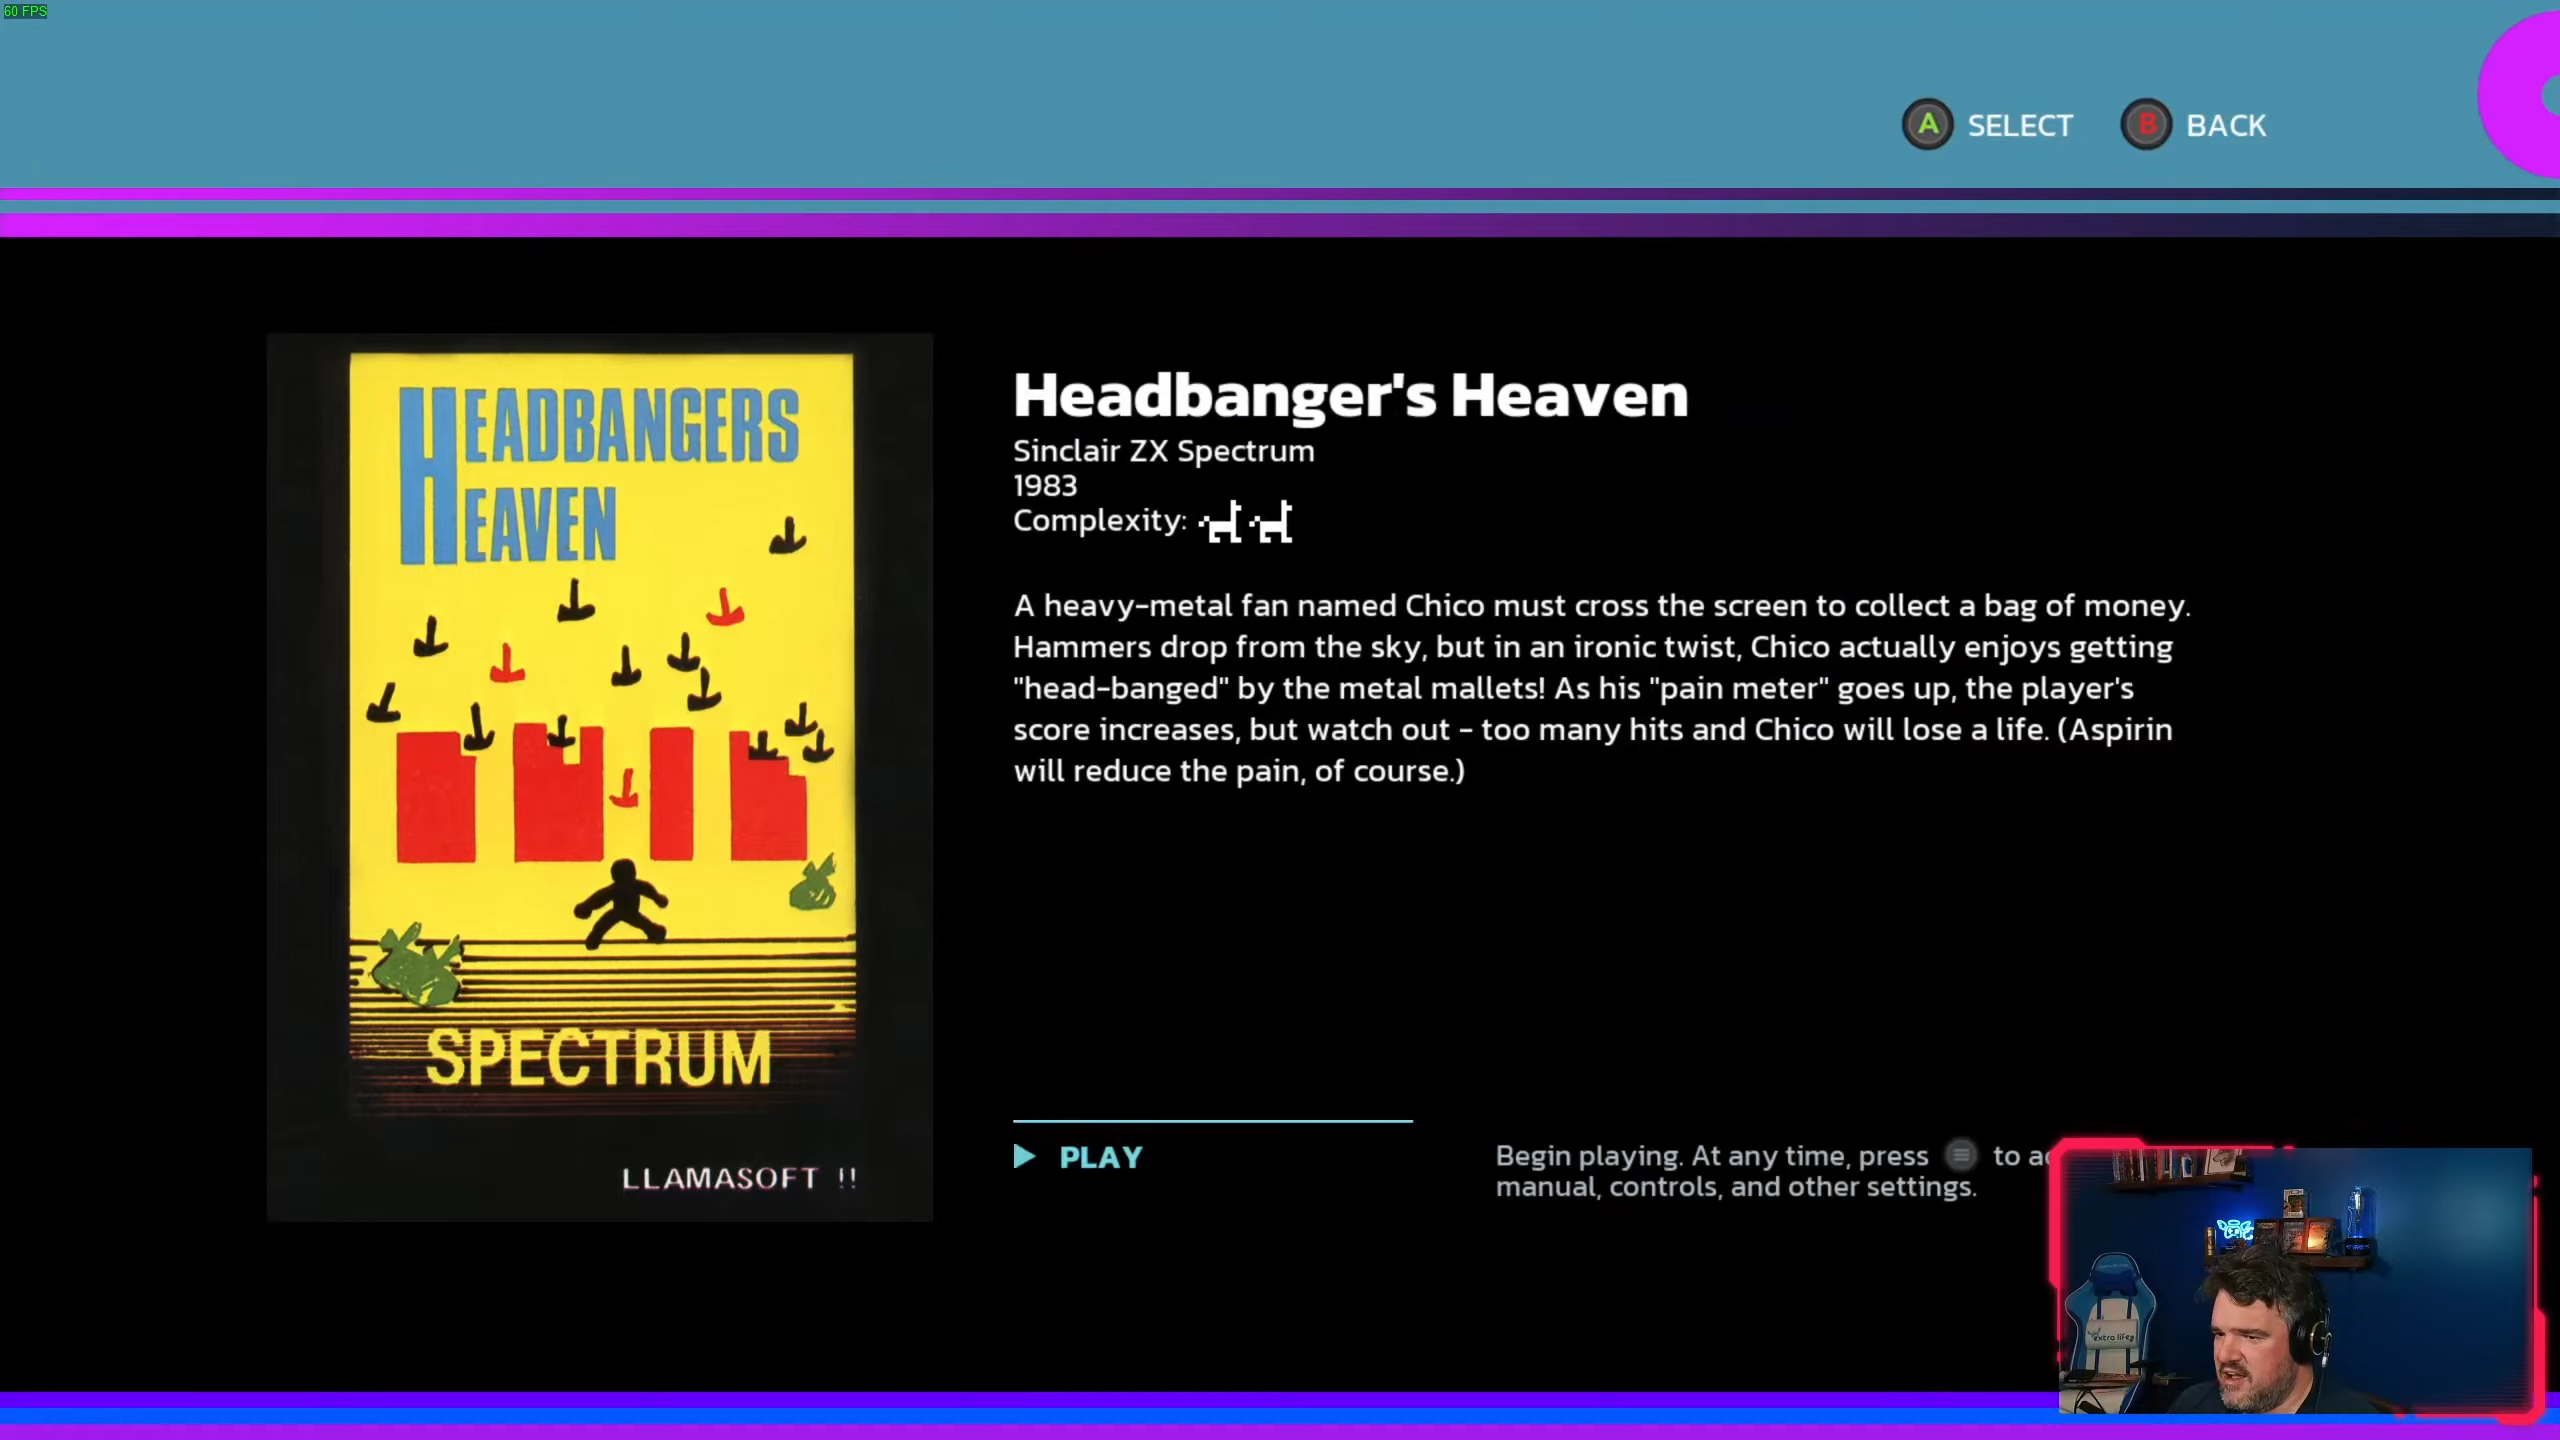 60 FPS
A SELECT B BACK
HEADBANGERS
HEAVEN
SPECTRUM
LLAMASOFT !!
Headbanger's Heaven
Sinclair ZX Spectrum
1983
Complexity:
A heavy-metal fan named Chico must cross the screen to collect a bag of money.
Hammers drop from the sky, but in an ironic twist, Chico actually enjoys getting
"head-banged" by the metal mallets! As his "pain meter" goes up, the player's
score increases, but watch out - too many hits and Chico will lose a life. (Aspirin
will reduce the pain, of course.)
PLAY
Begin playing. At any time, press to
manual, controls, and other settings.
extra life